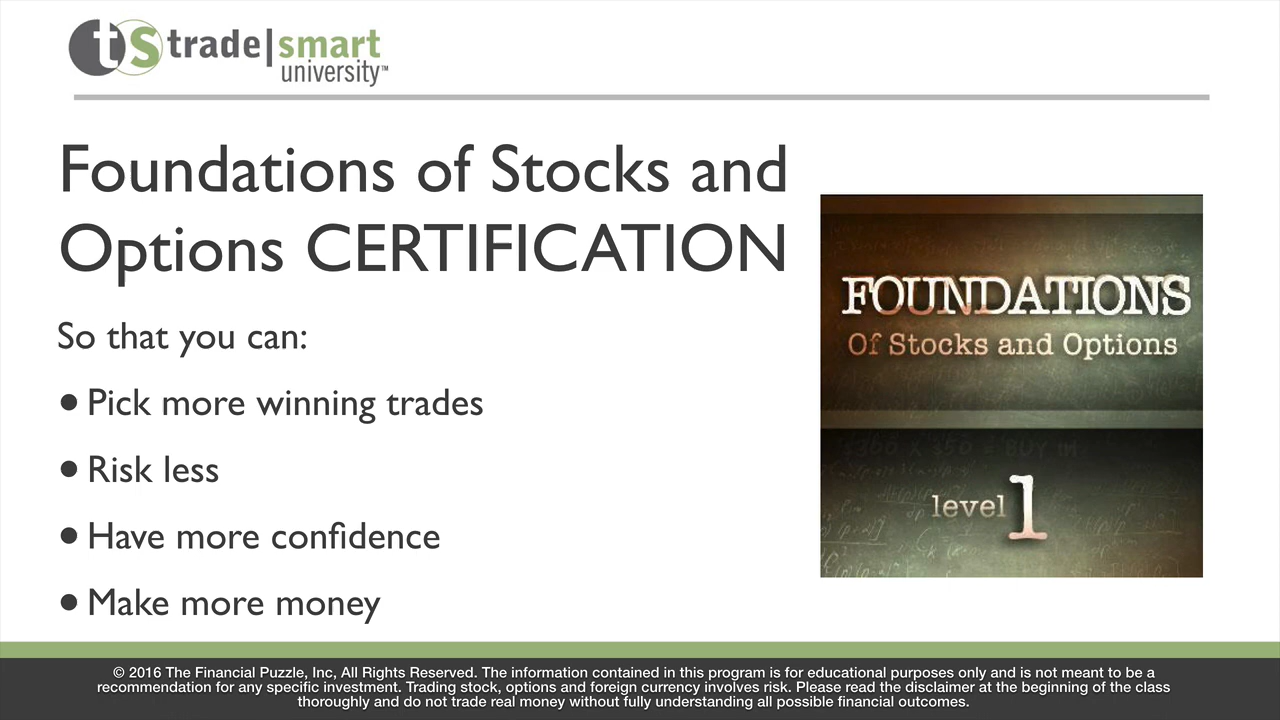 ts trade|smart
university™
Foundations of Stocks and
Options CERTIFICATION
So that you can:
• Pick more winning trades
• Risk less
• Have more confidence
• Make more money
FOUNDATIONS
Of Stocks and Options
level 1
© 2016 The Financial Puzzle, Inc, All Rights Reserved. The information contained in this program is for educational purposes only and is not meant to be a
recommendation for any specific investment. Trading stock, options and foreign currency involves risk. Please read the disclaimer at the beginning of the class
thoroughly and do not trade real money without fully understanding all possible financial outcomes.